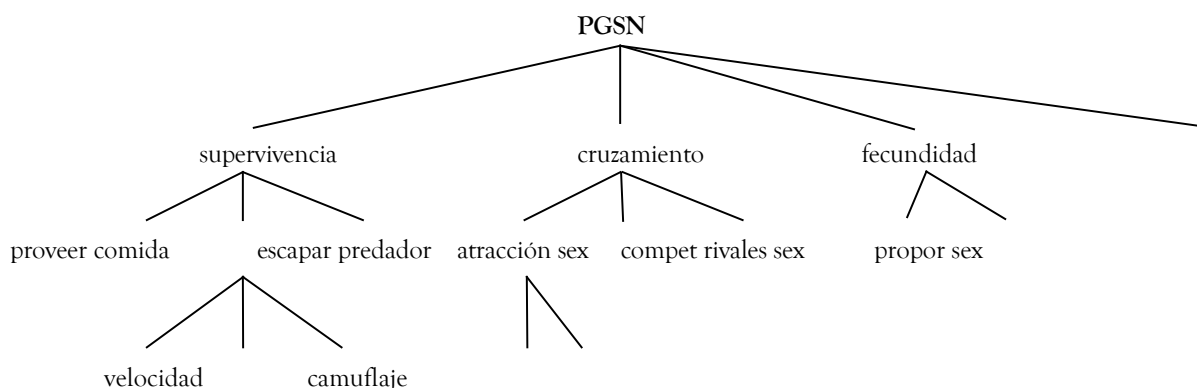 PGSN
supervivencia cruzamiento fecundidad
proveer comida escapar predador atracción sex compet rivales sex propor sex
velocidad camuflaje